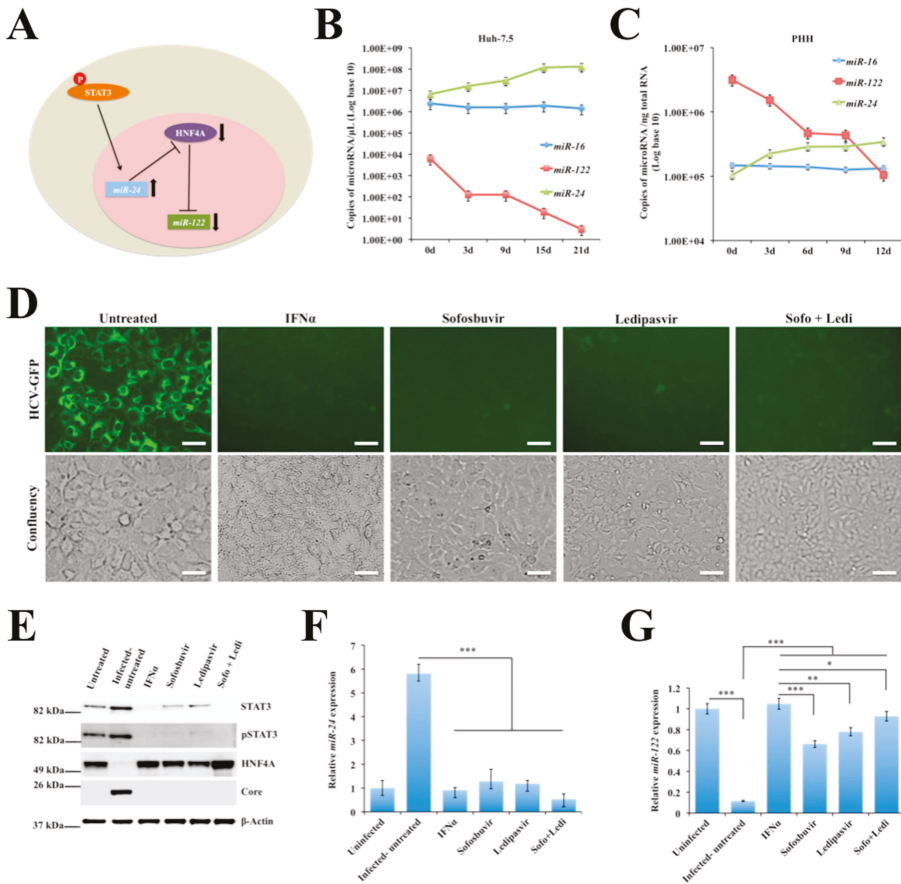 A
P
STAT3
HNF4A
miR-24
miR-122
B
Huh-7.5
Copies of microRNA/µL (Log base 10)
1.00E+09
1.00E+08
1.00E+07
1.00E+06
1.00E+05
1.00E+04
1.00E+03
1.00E+02
1.00E+01
1.00E+00
0d 3d 9d 15d 21d
miR-16
miR-122
miR-24
C
PHH
Copies of microRNA/ng total RNA
(Log base 10)
1.00E+07
1.00E+06
1.00E+05
1.00E+04
0d 3d 6d 9d 12d
miR-16
miR-122
miR-24
D
Untreated IFNα Sofosbuvir Ledipasvir Sofo + Ledi
HCV-GFP
Confluency
E
Untreated
Infected-
untreated
IFNα
Sofosbuvir
Ledipasvir
Sofo + Ledi
82 kDa STAT3
82 kDa pSTAT3
49 kDa HNF4A
26 kDa Core
37 kDa β-Actin
F
Relative miR-24 expression
7
6
5
4
3
2
1
0
***
Uninfected
Infected- untreated
IFNα
Sofosbuvir
Ledipasvir
Sofo+Ledi
G
Relative miR-122 expression
1.2
1
0.8
0.6
0.4
0.2
0
***
***
*
**
***
Uninfected
Infected- untreated
IFNα
Sofosbuvir
Ledipasvir
Sofo+Ledi